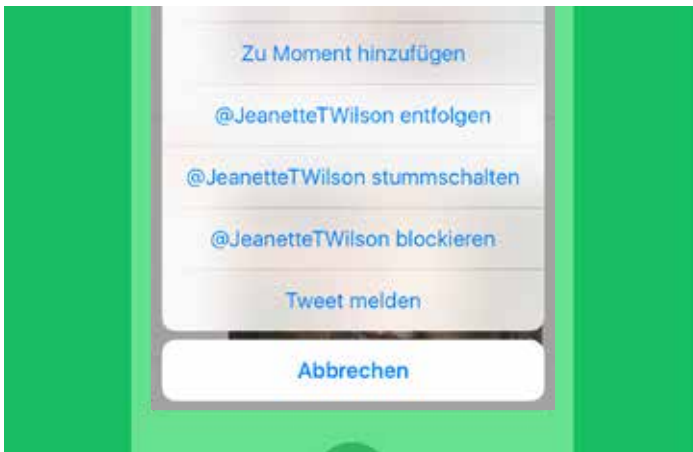 Zu Moment hinzufügen
@JeanetteTWilson entfolgen
@JeanetteTWilson stummschalten
@JeanetteTWilson blockieren
Tweet melden
Abbrechen